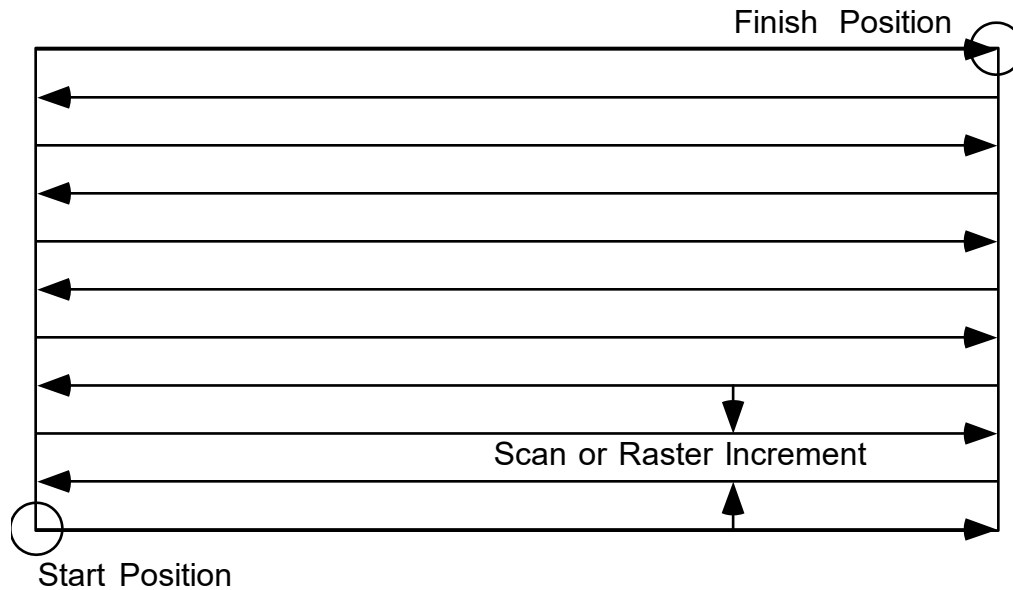 Finish Position
Scan or Raster Increment
Start Position